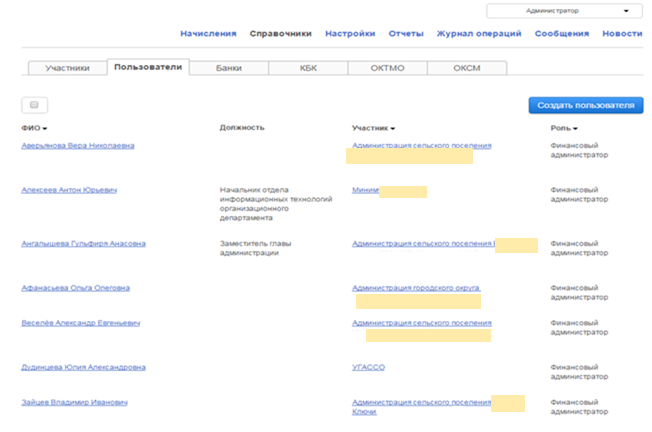 Администратор
Начисления Справочники Настройки Отчеты Журнал операций Сообщения Новости
Участники Пользователи Банки КБК ОКТМО ОКСМ
Создать пользователя
ФИО Должность Участник Роль
Аверьянова Вера Николаевна Администрация сельского поселения Финансовый
администратор
Алексеев Антон Юрьевич Начальник отдела Миним Финансовый
информационных технологий администратор
организационного
департамента
Ангалышева Гульфиря Анасовна Заместитель главы Администрация сельского поселения Финансовый
администрации администратор
Афанасьева Ольга Олеговна Администрация городского округа Финансовый
администратор
Веселёв Александр Евгеньевич Администрация сельского поселения Финансовый
администратор
Дудинцева Юлия Александровна УГАССО Финансовый
администратор
Зайцев Владимир Иванович Администрация сельского поселения Финансовый
Ключи администратор